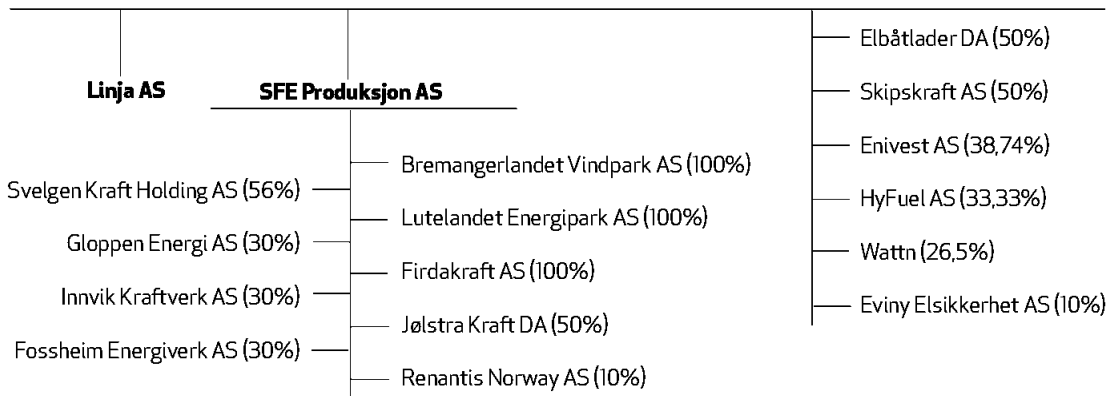 Linja AS
SFE Produksjon AS
Svelgen Kraft Holding AS (56%)
Gloppen Energi AS (30%)
Innvik Kraftverk AS (30%)
Fossheim Energiverk AS (30%)
Bremangerlandet Vindpark AS (100%)
Lutelandet Energipark AS (100%)
Firdakraft AS (100%)
Jølstra Kraft DA (50%)
Renantis Norway AS (10%)
Elbåtlader DA (50%)
Skipskraft AS (50%)
Enivest AS (38,74%)
HyFuel AS (33,33%)
Wattn (26,5%)
Eviny Elsikkerhet AS (10%)